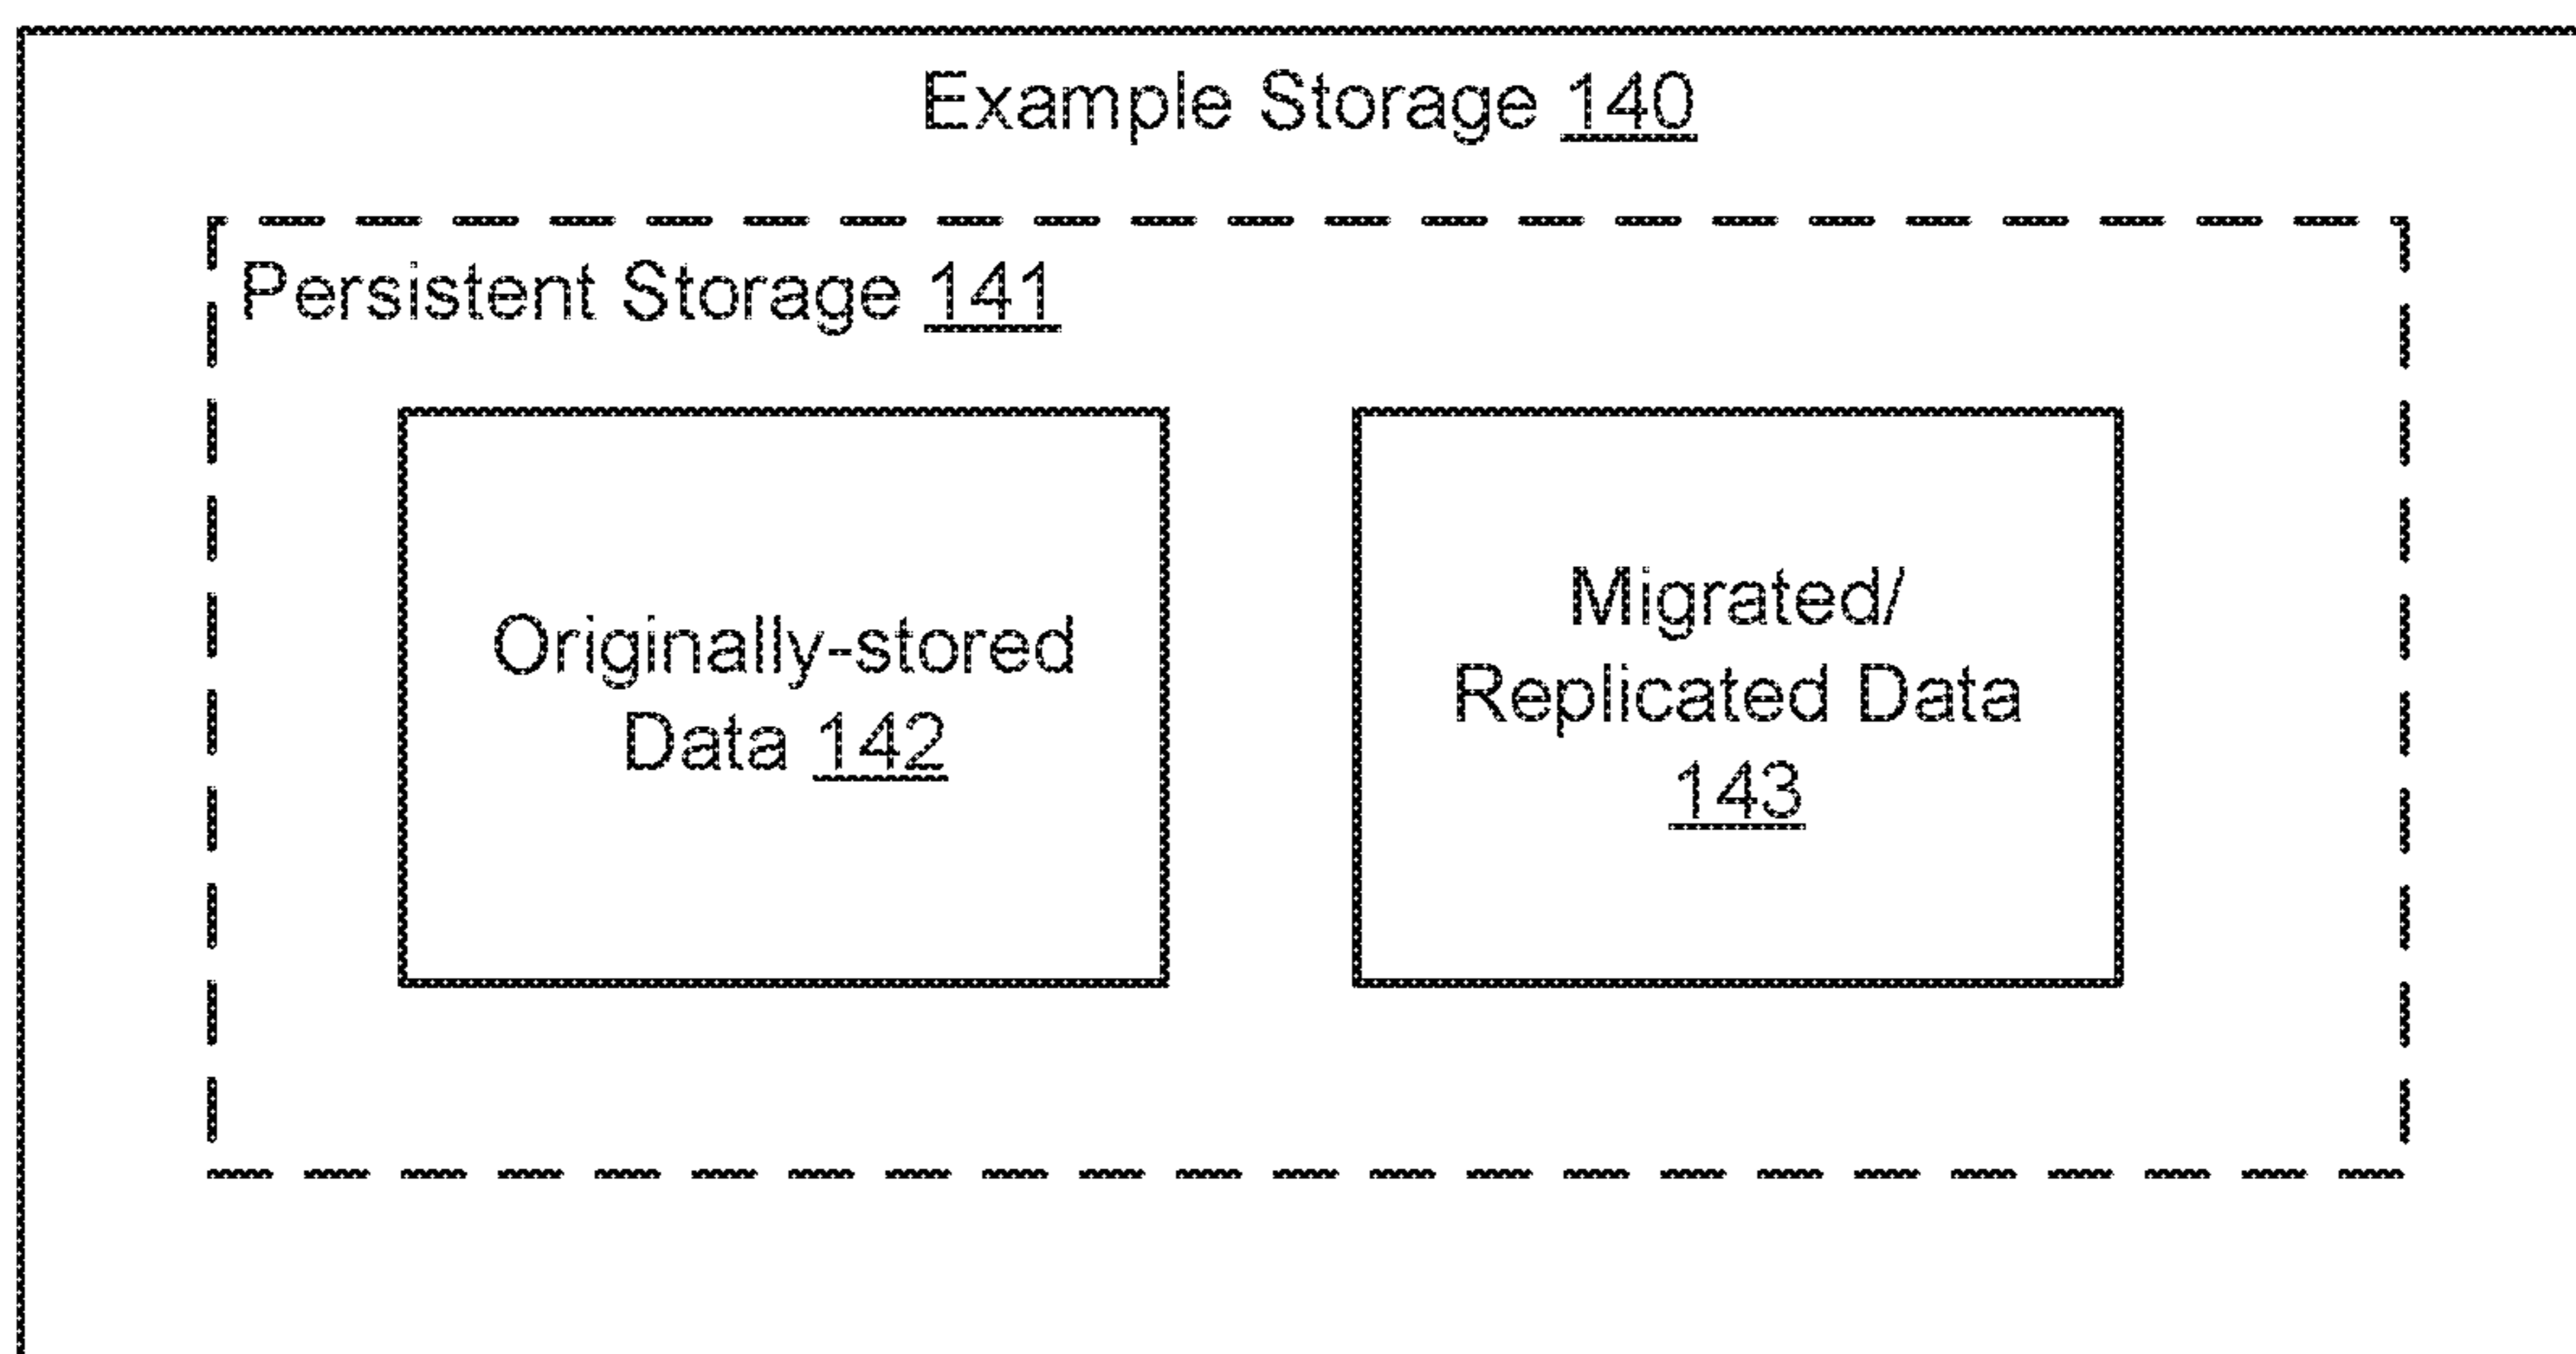 Example Storage 140
Persistent Storage 141
Originally-stored
Data 142
Migrated/
Replicated Data
143